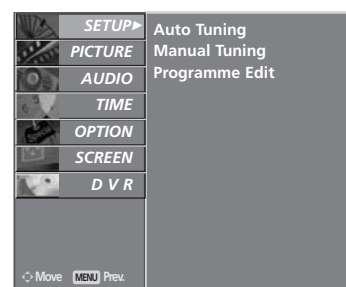 SETUP
PICTURE
AUDIO
TIME
OPTION
SCREEN
D V R
Auto Tuning
Manual Tuning
Programme Edit
Move MENU Prev.